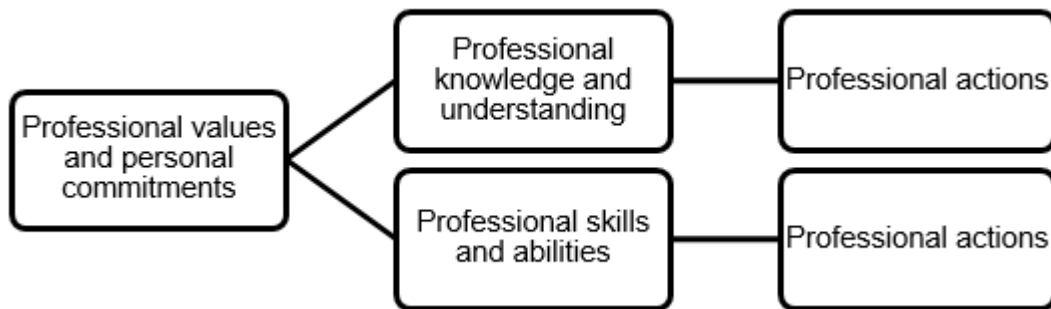 Professional values
and personal
commitments
Professional
knowledge and
understanding
Professional actions
Professional skills
and abilities
Professional actions